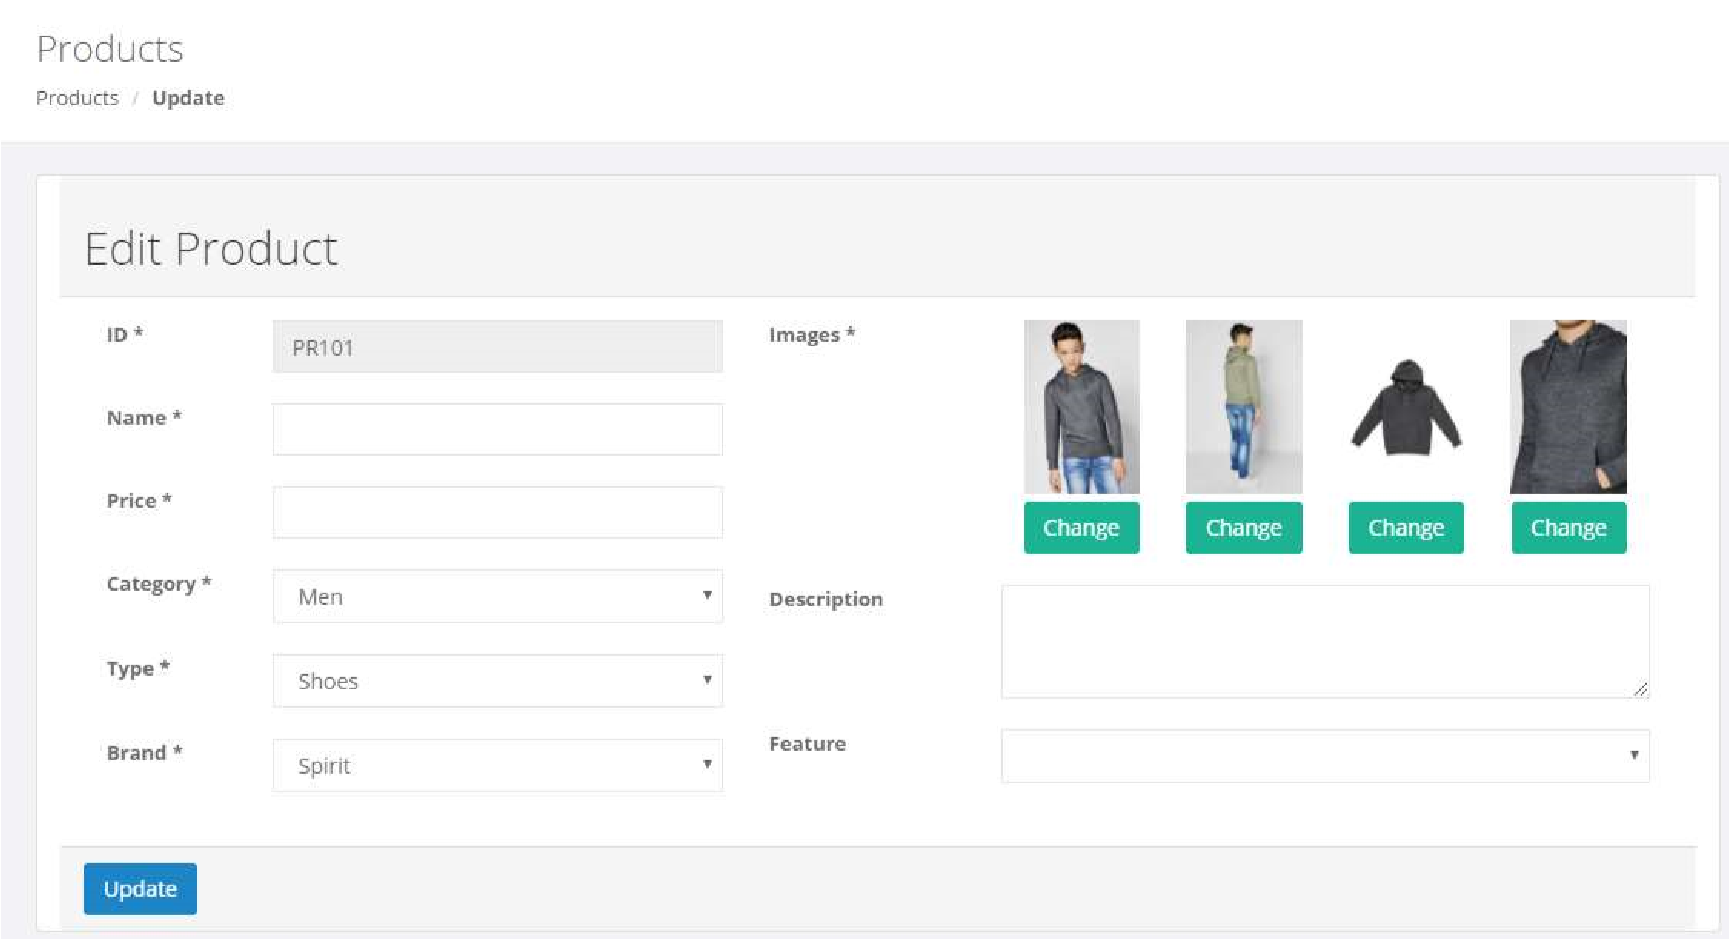 Products
Products / Update
Edit Product
ID *
PR101
Name *
Price *
Category *
Men
Type *
Shoes
Brand *
Spirit
Images *
Change Change Change Change
Description
Feature
Update